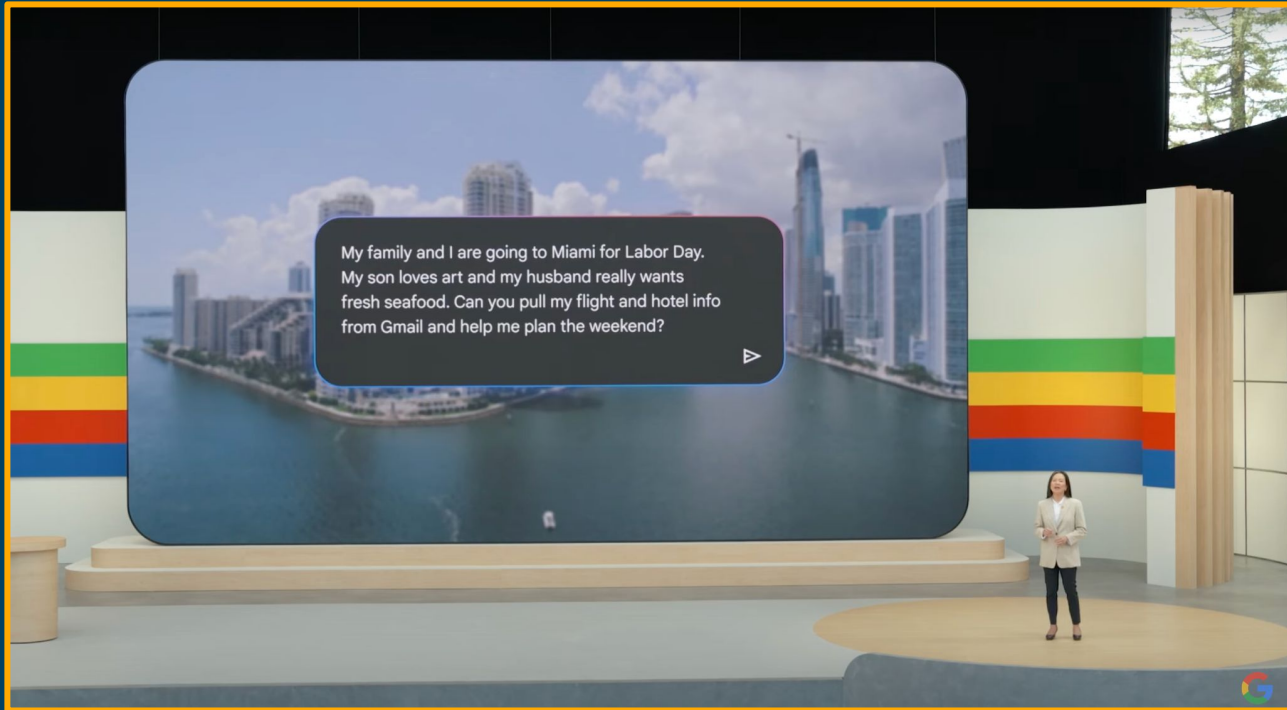 My family and I are going to Miami for Labor Day.
My son loves art and my husband really wants
fresh seafood. Can you pull my flight and hotel info
from Gmail and help me plan the weekend?